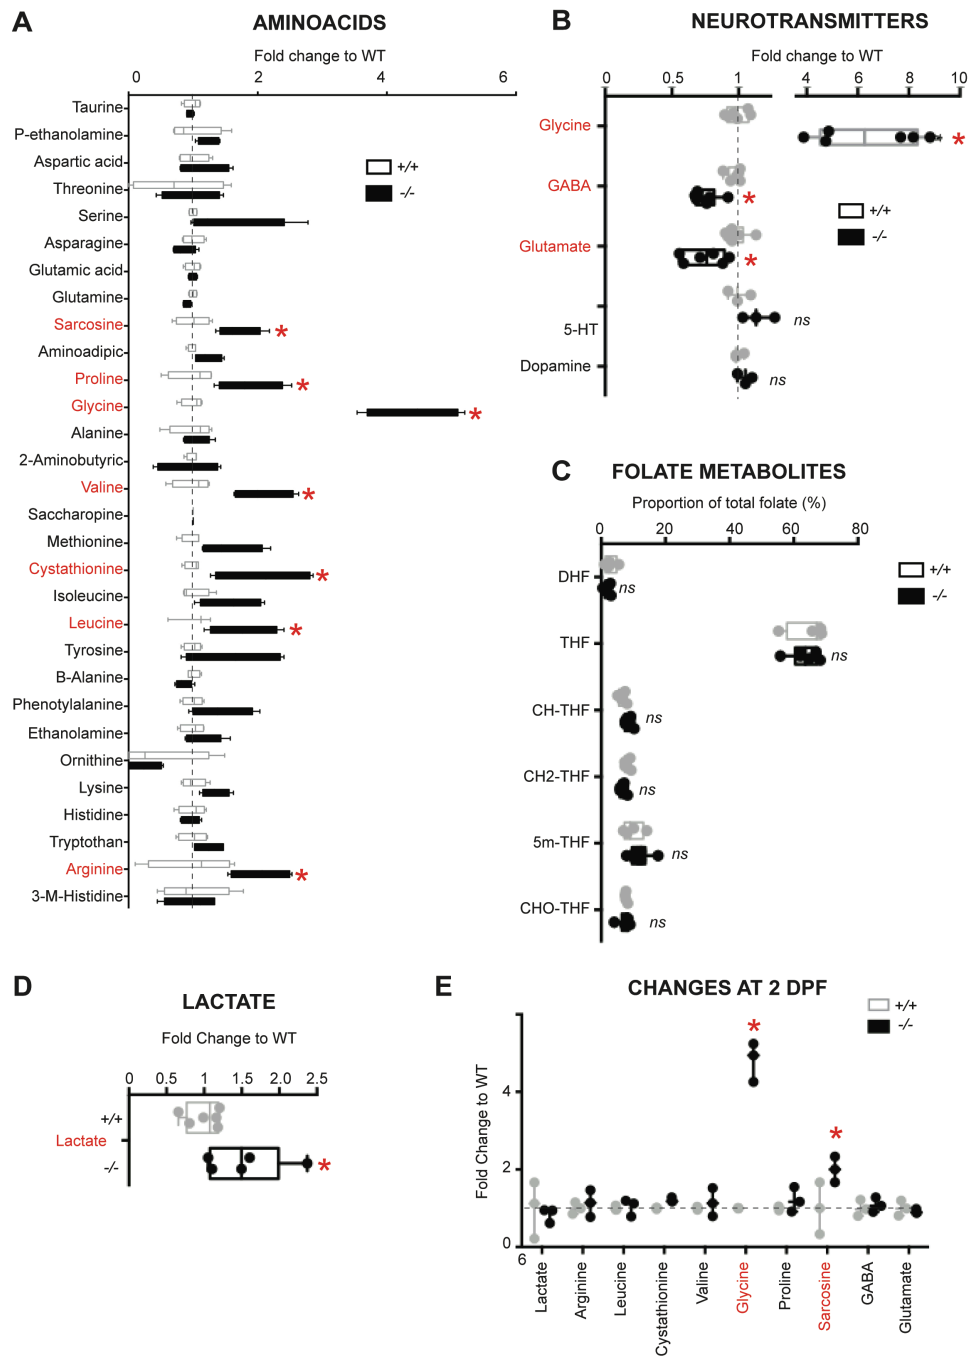 A
AMINOACIDS
Fold change to WT
0 2 4 6
Taurine
P-ethanolamine
Aspartic acid
Threonine
Serine
Asparagine
Glutamic acid
Glutamine
Sarcosine *
Aminoadipic
Proline *
Glycine *
Alanine
2-Aminobutyric
Valine *
Saccharopine
Methionine
Cystathionine *
Isoleucine
Leucine *
Tyrosine
B-Alanine
Phenotylalanine
Ethanolamine
Ornithine
Lysine
Histidine
Tryptothan
Arginine *
3-M-Histidine
+/+
-/-
B
NEUROTRANSMITTERS
Fold change to WT
0 0.5 1 4 6 8 10
Glycine *
GABA *
Glutamate *
5-HT ns
Dopamine ns
+/+
-/-
C
FOLATE METABOLITES
Proportion of total folate (%)
0 20 40 60 80
DHF ns
THF ns
CH-THF ns
CH2-THF ns
5m-THF ns
CHO-THF ns
+/+
-/-
D
LACTATE
Fold Change to WT
0 0.5 1 1.5 2.0 2.5
+/+
Lactate
-/- *
E
CHANGES AT 2 DPF
+/+
-/-
Fold Change to WT
4
2
0
6
* *
Lactate
Arginine
Leucine
Cystathionine
Valine
Glycine
Proline
Sarcosine
GABA
Glutamate